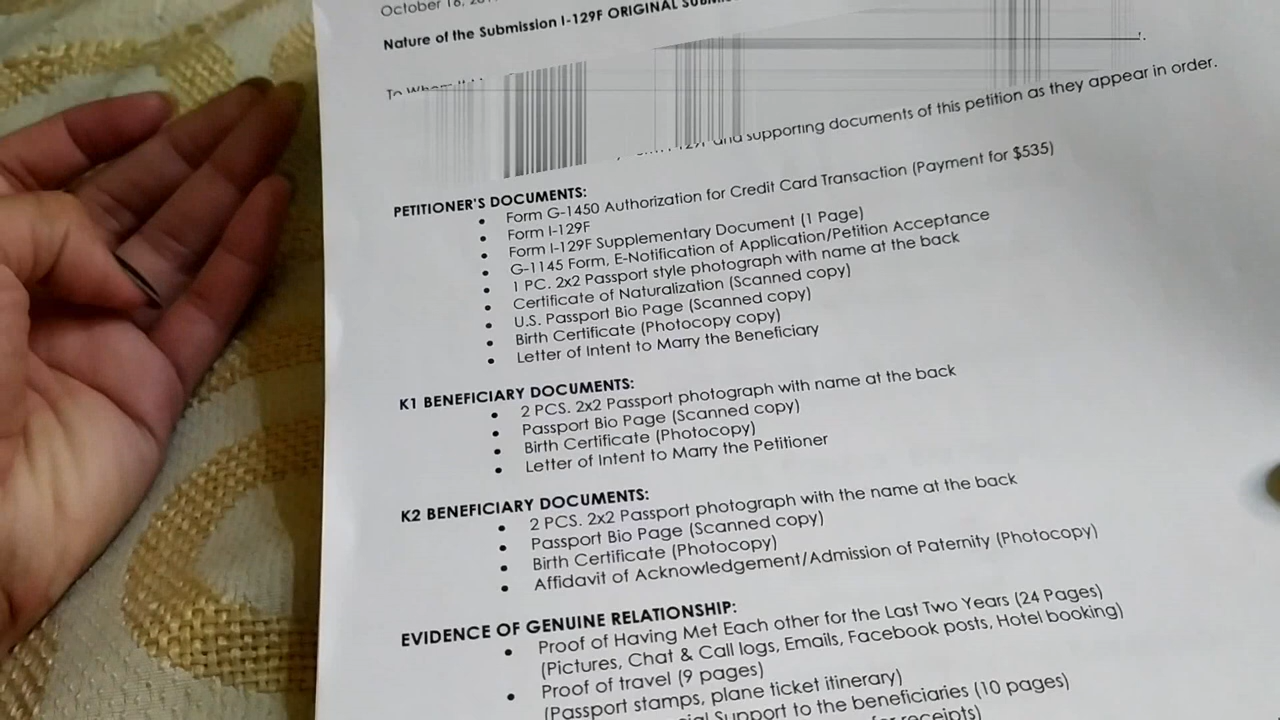 October 16,
Nature of the Submission I-129F ORIGINAL
To
and supporting documents of this petition as they appear in order.
PETITIONER'S DOCUMENTS:
• Form G-1450 Authorization for Credit Card Transaction (Payment for $535)
• Form I-129F
• Form I-129F Supplementary Document (1 Page)
• G-1145 Form, E-Notification of Application/Petition Acceptance
• 1 PC. 2x2 Passport style photograph with name at the back
• Certificate of Naturalization (Scanned copy)
• U.S. Passport Bio Page (Scanned copy)
• Birth Certificate (Photocopy copy)
• Letter of Intent to Marry the Beneficiary
K1 BENEFICIARY DOCUMENTS:
• 2 PCS. 2x2 Passport photograph with name at the back
• Passport Bio Page (Scanned copy)
• Birth Certificate (Photocopy)
• Letter of Intent to Marry the Petitioner
K2 BENEFICIARY DOCUMENTS:
• 2 PCS. 2x2 Passport photograph with the name at the back
• Passport Bio Page (Scanned copy)
• Birth Certificate (Photocopy)
• Affidavit of Acknowledgement/Admission of Paternity (Photocopy)
EVIDENCE OF GENUINE RELATIONSHIP:
• Proof of Having Met Each other for the Last Two Years (24 Pages)
(Pictures, Chat & Call logs, Emails, Facebook posts, Hotel booking)
• Proof of travel (9 pages)
(Passport stamps, plane ticket itinerary)
Support to the beneficiaries (10 pages)
receipts)